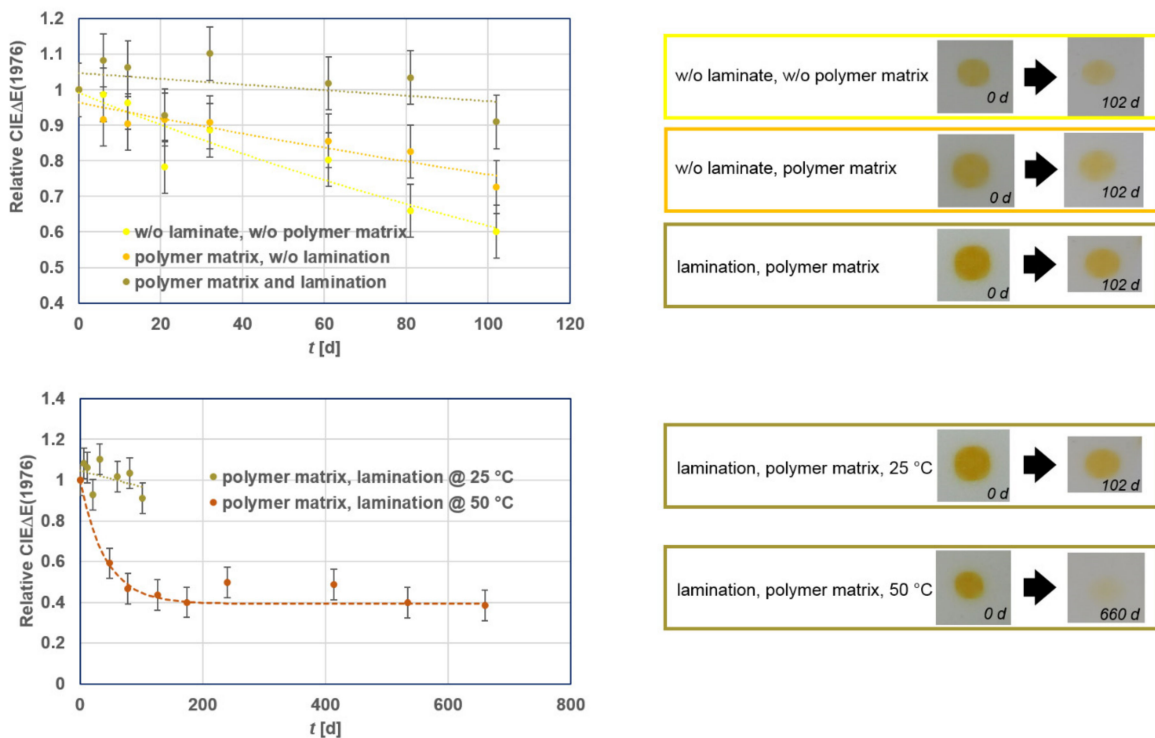 Relative CIEΔE(1976)
1.2
1.1
1
0.9
0.8
0.7
0.6
0.5
0.4
0.3
w/o laminate, w/o polymer matrix
polymer matrix, w/o lamination
polymer matrix and lamination
0
20
40
60
80
100
120
t [d]
w/o laminate, w/o polymer matrix
0 d
102 d
w/o laminate, polymer matrix
0 d
102 d
lamination, polymer matrix
0 d
102 d
Relative CIEΔE(1976)
1.4
1.2
1
0.8
0.6
0.4
0.2
0
polymer matrix, lamination @ 25 °C
polymer matrix, lamination @ 50 °C
0
200
400
600
800
t [d]
lamination, polymer matrix, 25 °C
0 d
102 d
lamination, polymer matrix, 50 °C
0 d
660 d